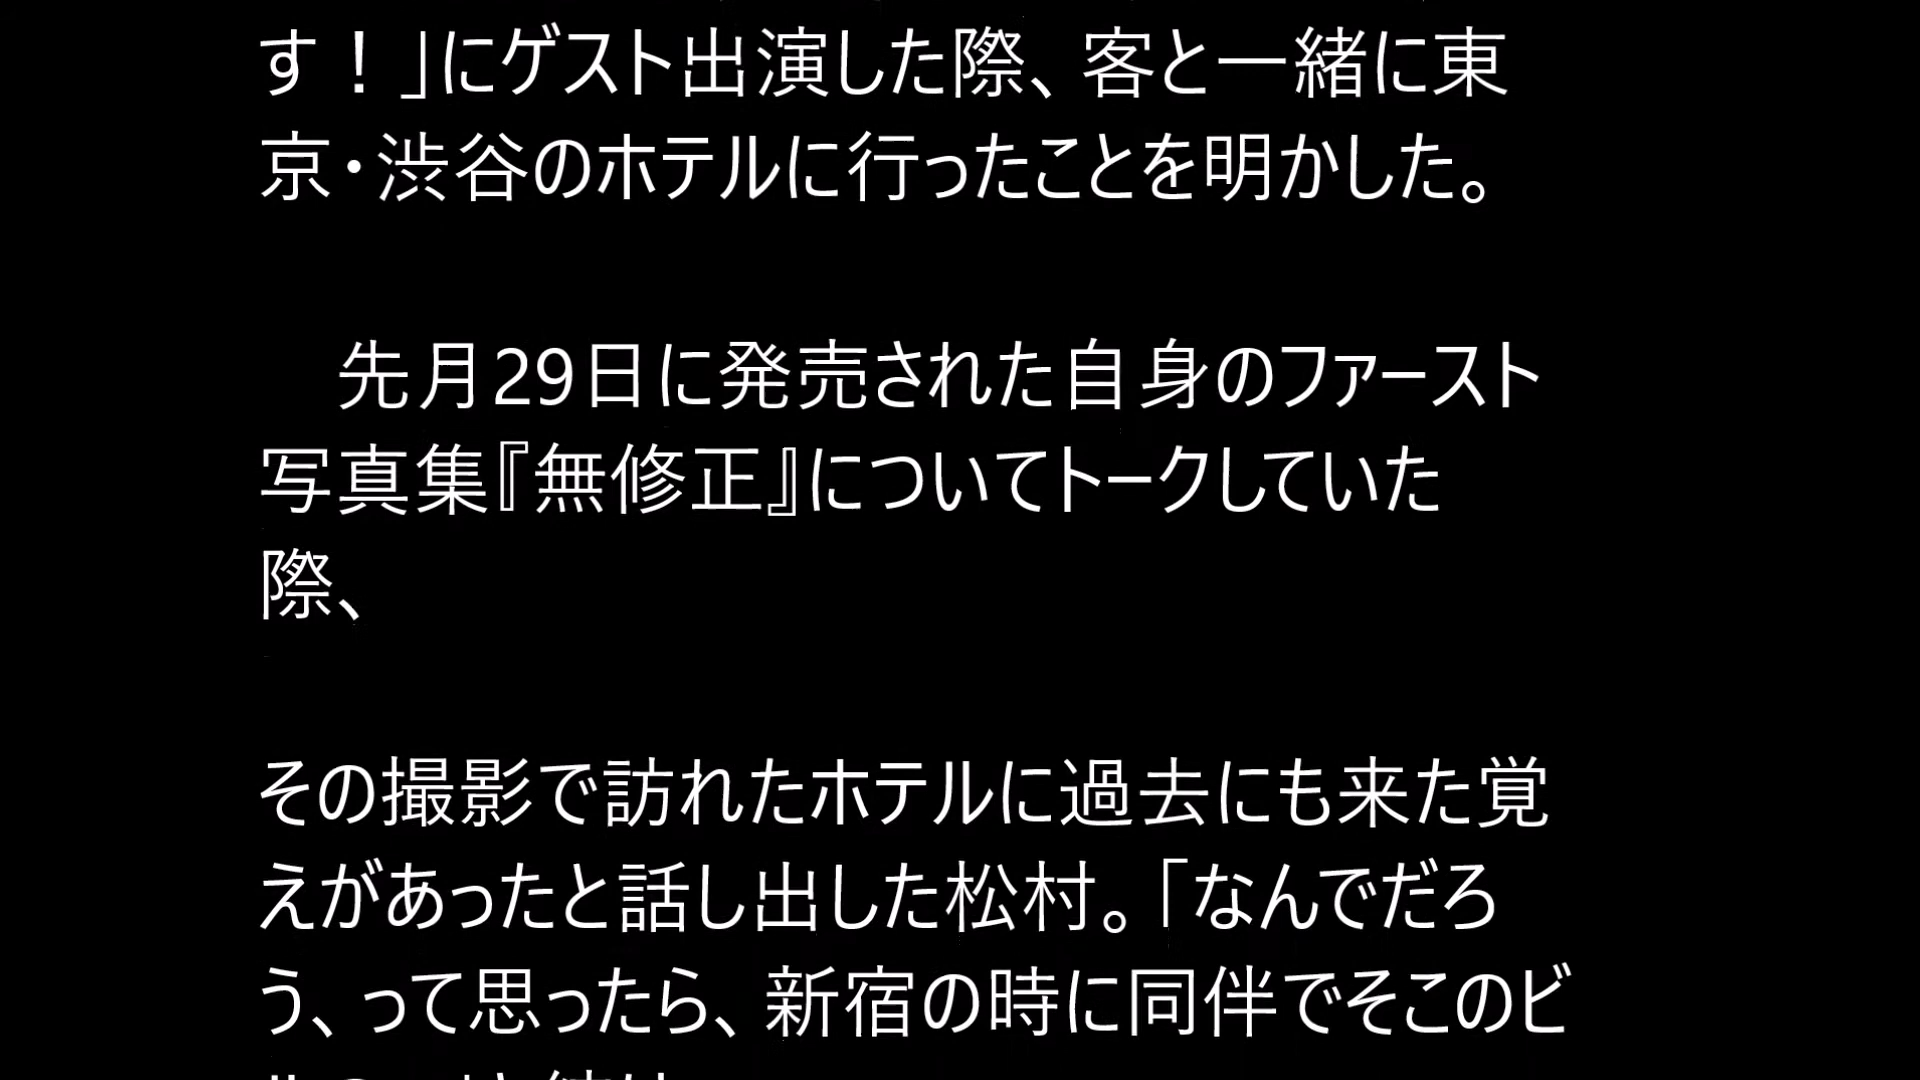 す！」にゲスト出演した際、客と一緒に東
京・渋谷のホテルに行ったことを明かした。
先月29日に発売された自身のファースト
写真集『無修正』についてトークしていた
際、
その撮影で訪れたホテルに過去にも来た覚
えがあったと話し出した松村。「なんでだろ
う、って思ったら、新宿の時に同伴でそこのビ